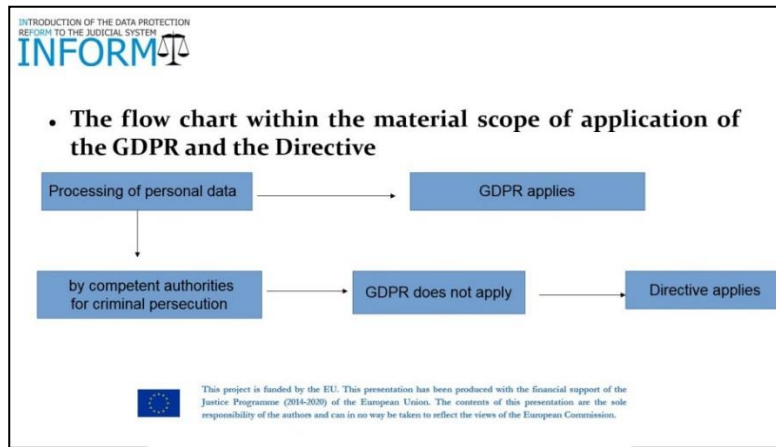 INTRODUCTION OF THE DATA PROTECTION
REFORM TO THE JUDICIAL SYSTEM
INFORM
• The flow chart within the material scope of application of
the GDPR and the Directive
Processing of personal data
GDPR applies
by competent authorities
for criminal persecution
GDPR does not apply
Directive applies
This project is funded by the EU. This presentation has been produced with the financial support of the
Justice Programme (2014-2020) of the European Union. The contents of this presentation are the sole
responsibility of the authors and can in no way be taken to reflect the views of the European Commission.